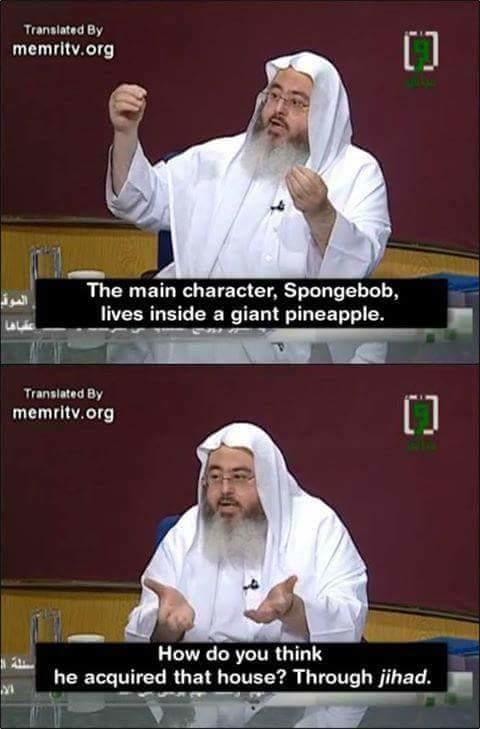 Translated By
memritv.org
The main character, Spongebob,
lives inside a giant pineapple.
Translated By
memritv.org
How do you think
he acquired that house? Through jihad.